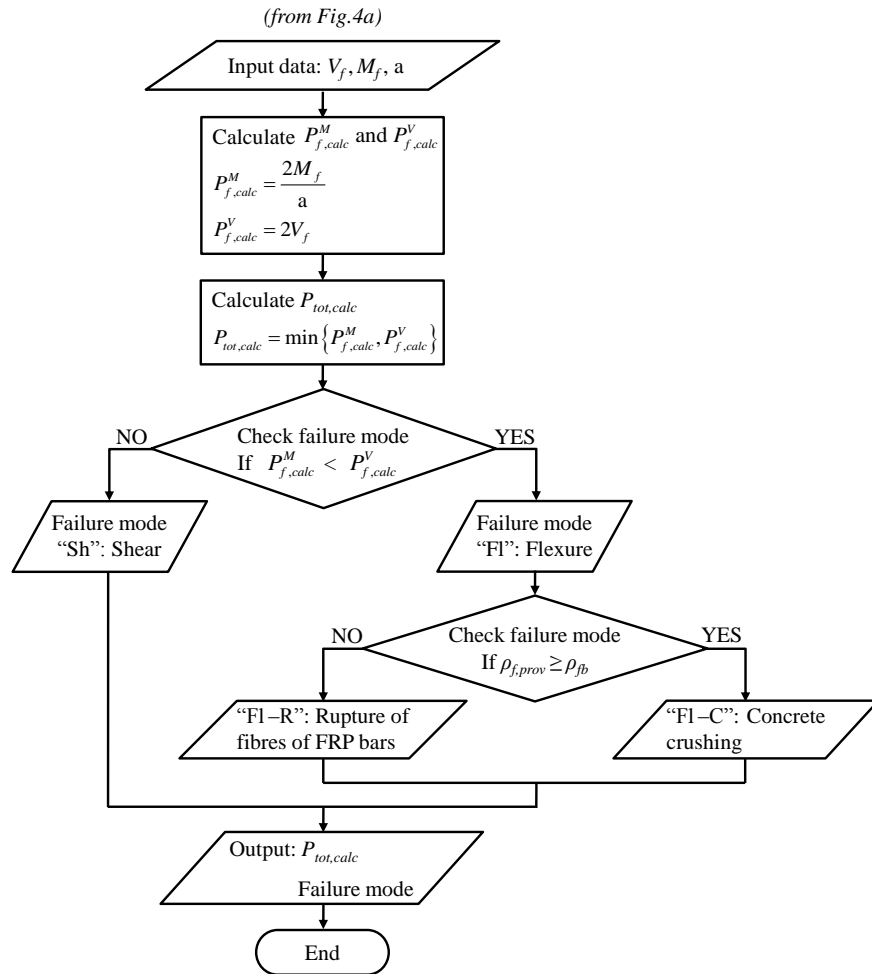 (from Fig.4a)
Input data: V_f, M_f, a
Calculate P^M_{f,calc} and P^V_{f,calc}
P^M_{f,calc} = 2M_f / a
P^V_{f,calc} = 2V_f
Calculate P_{tot,calc}
P_{tot,calc} = min{P^M_{f,calc}, P^V_{f,calc}}
NO
YES
Check failure mode
If P^M_{f,calc} < P^V_{f,calc}
Failure mode
“Sh”: Shear
Failure mode
“Fl”: Flexure
NO
YES
Check failure mode
If ρ_{f,prov} ≥ ρ_{fb}
“Fl–R”: Rupture of
fibres of FRP bars
“Fl–C”: Concrete
crushing
Output: P_{tot,calc}
Failure mode
End